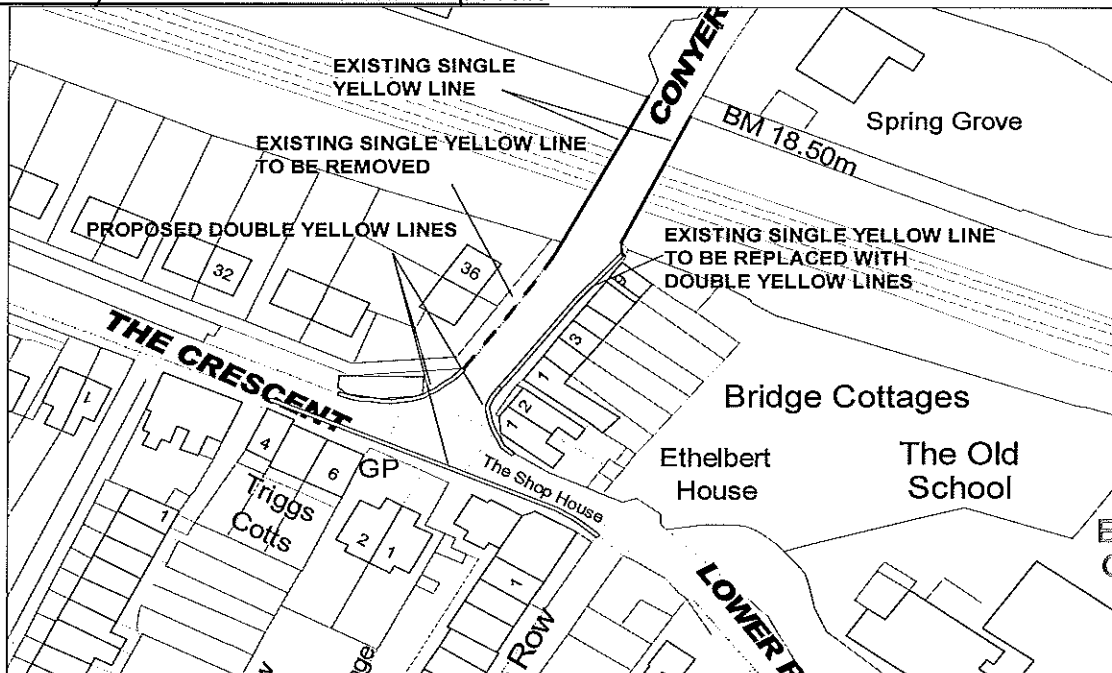 CONYER
EXISTING SINGLE
YELLOW LINE
BM 18.50m
Spring Grove
EXISTING SINGLE YELLOW LINE
TO BE REMOVED
PROPOSED DOUBLE YELLOW LINES
EXISTING SINGLE YELLOW LINE
TO BE REPLACED WITH
DOUBLE YELLOW LINES
36
32
THE CRESCENT
3
1
2
1
Bridge Cottages
Ethelbert
House
The Old
School
The Shop House
1
4
6
GP
Triggs
Cotts
1
2
1
1
Row
LOWER